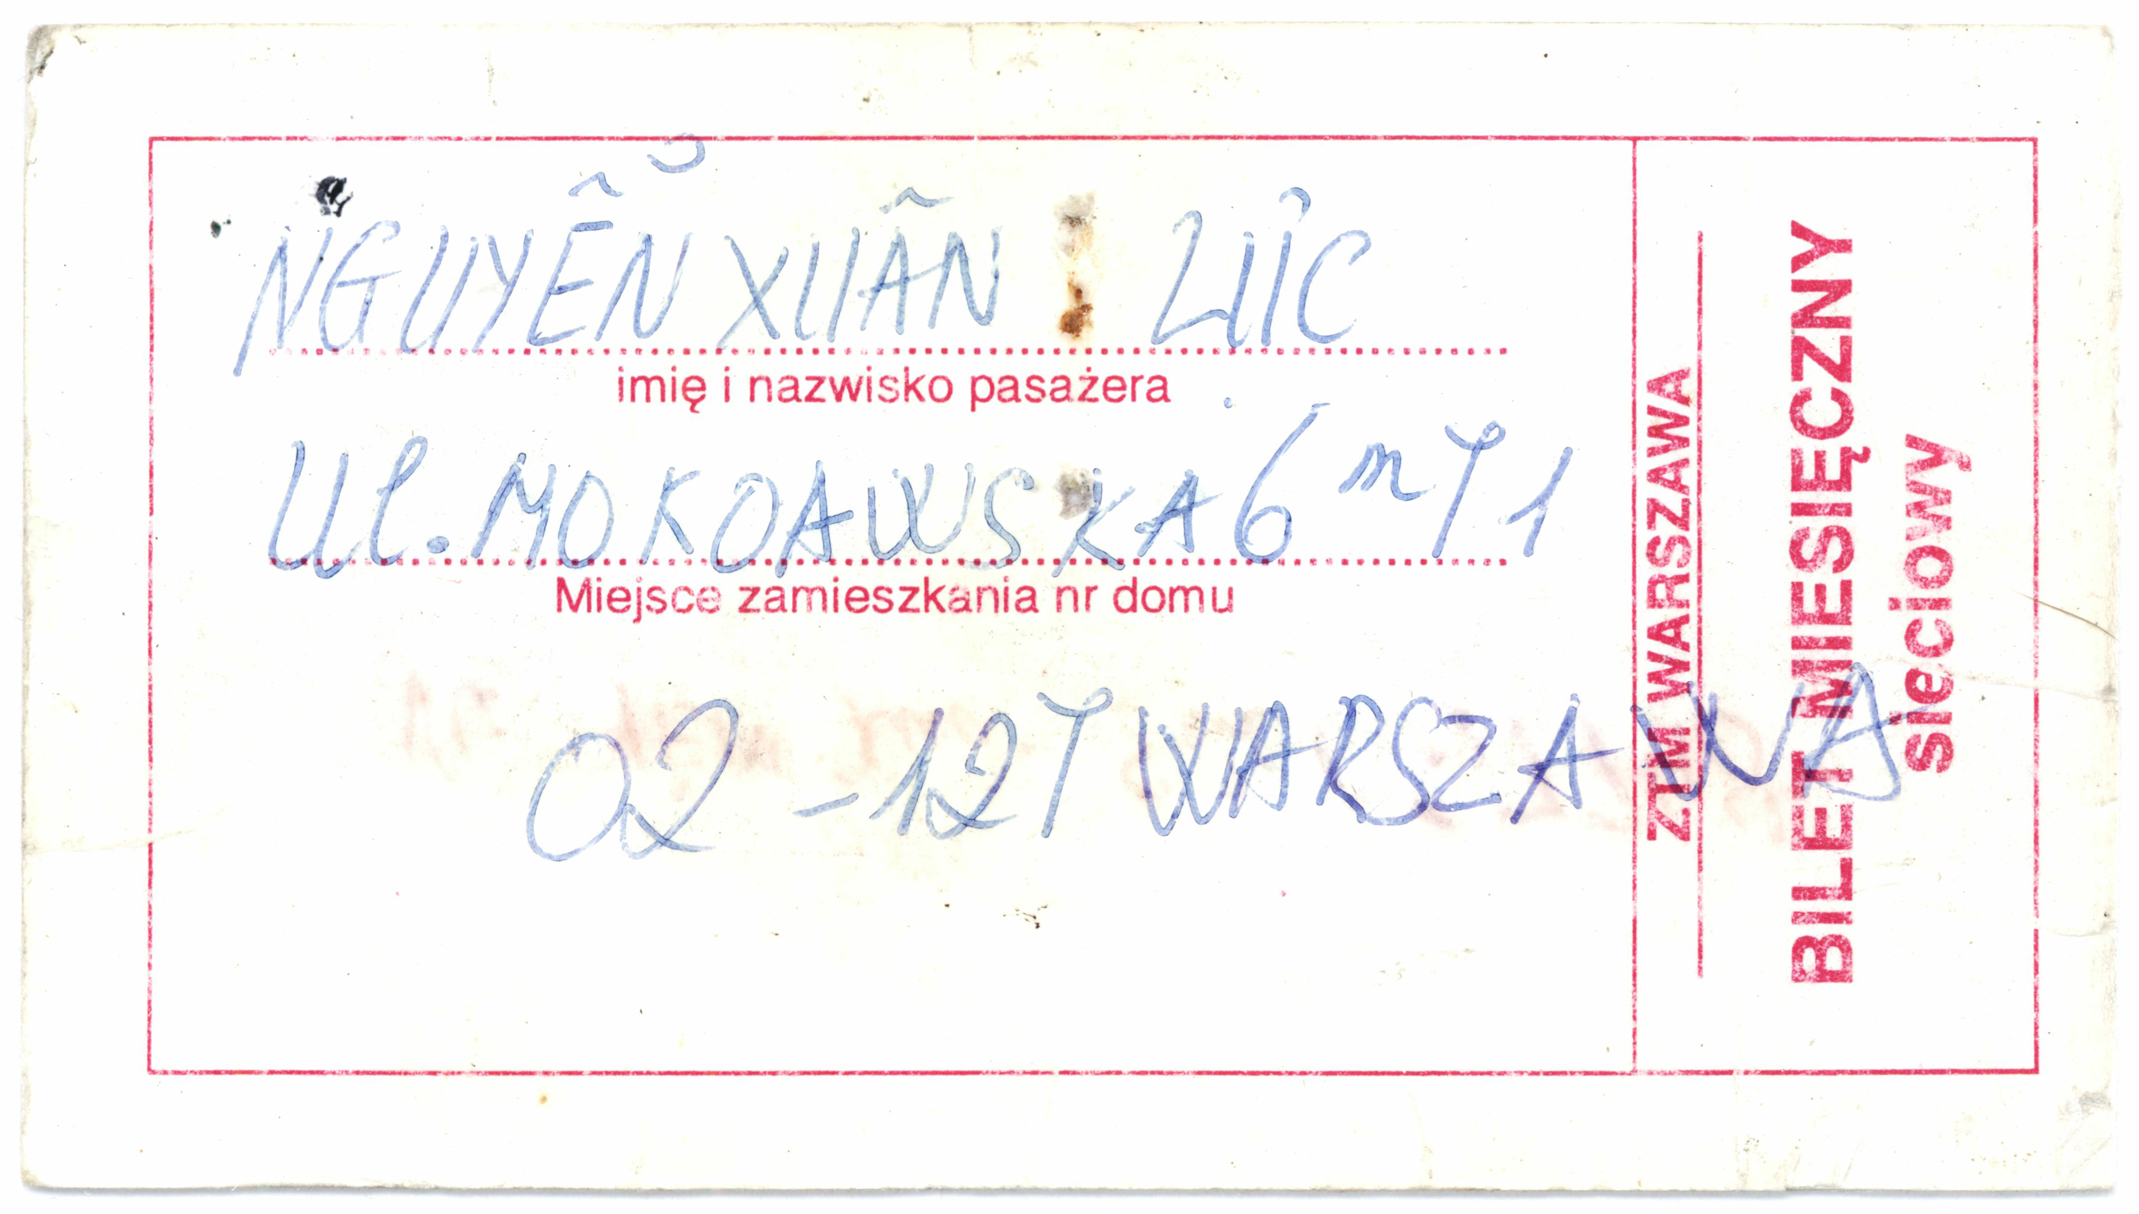 NGUYỄN XUÂN LỰC
imię i nazwisko pasażera
Ul. MOKOAWSKA 6 m 71
Miejsce zamieszkania nr domu
02-127 WARSZAWA
ZTM WARSZAWA
BILET MIESIĘCZNY
sieciowy